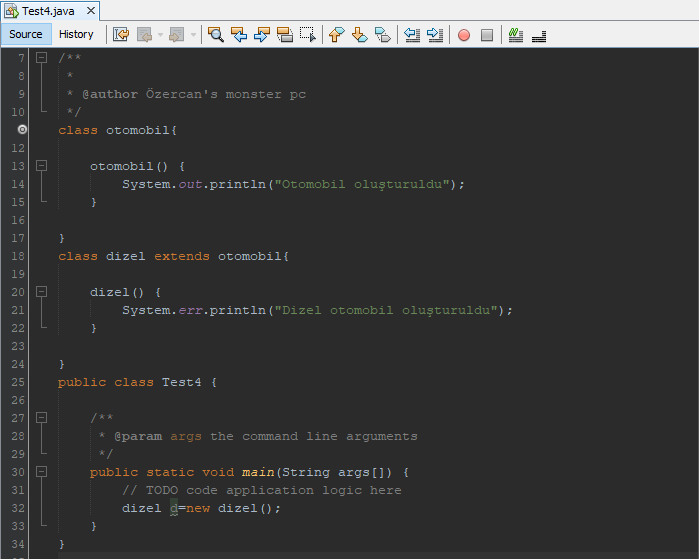 Test4.java
Source History
7 /**
8 *
9 * @author Özercan's monster pc
10 */
class otomobil{
12
13 otomobil() {
14 System.out.println("Otomobil oluşturuldu");
15 }
16
17 }
18 class dizel extends otomobil{
19
20 dizel() {
21 System.err.println("Dizel otomobil oluşturuldu");
22 }
23
24 }
25 public class Test4 {
26
27 /**
28 * @param args the command line arguments
29 */
30 public static void main(String args[]) {
31 // TODO code application logic here
32 dizel d=new dizel();
33 }
34 }